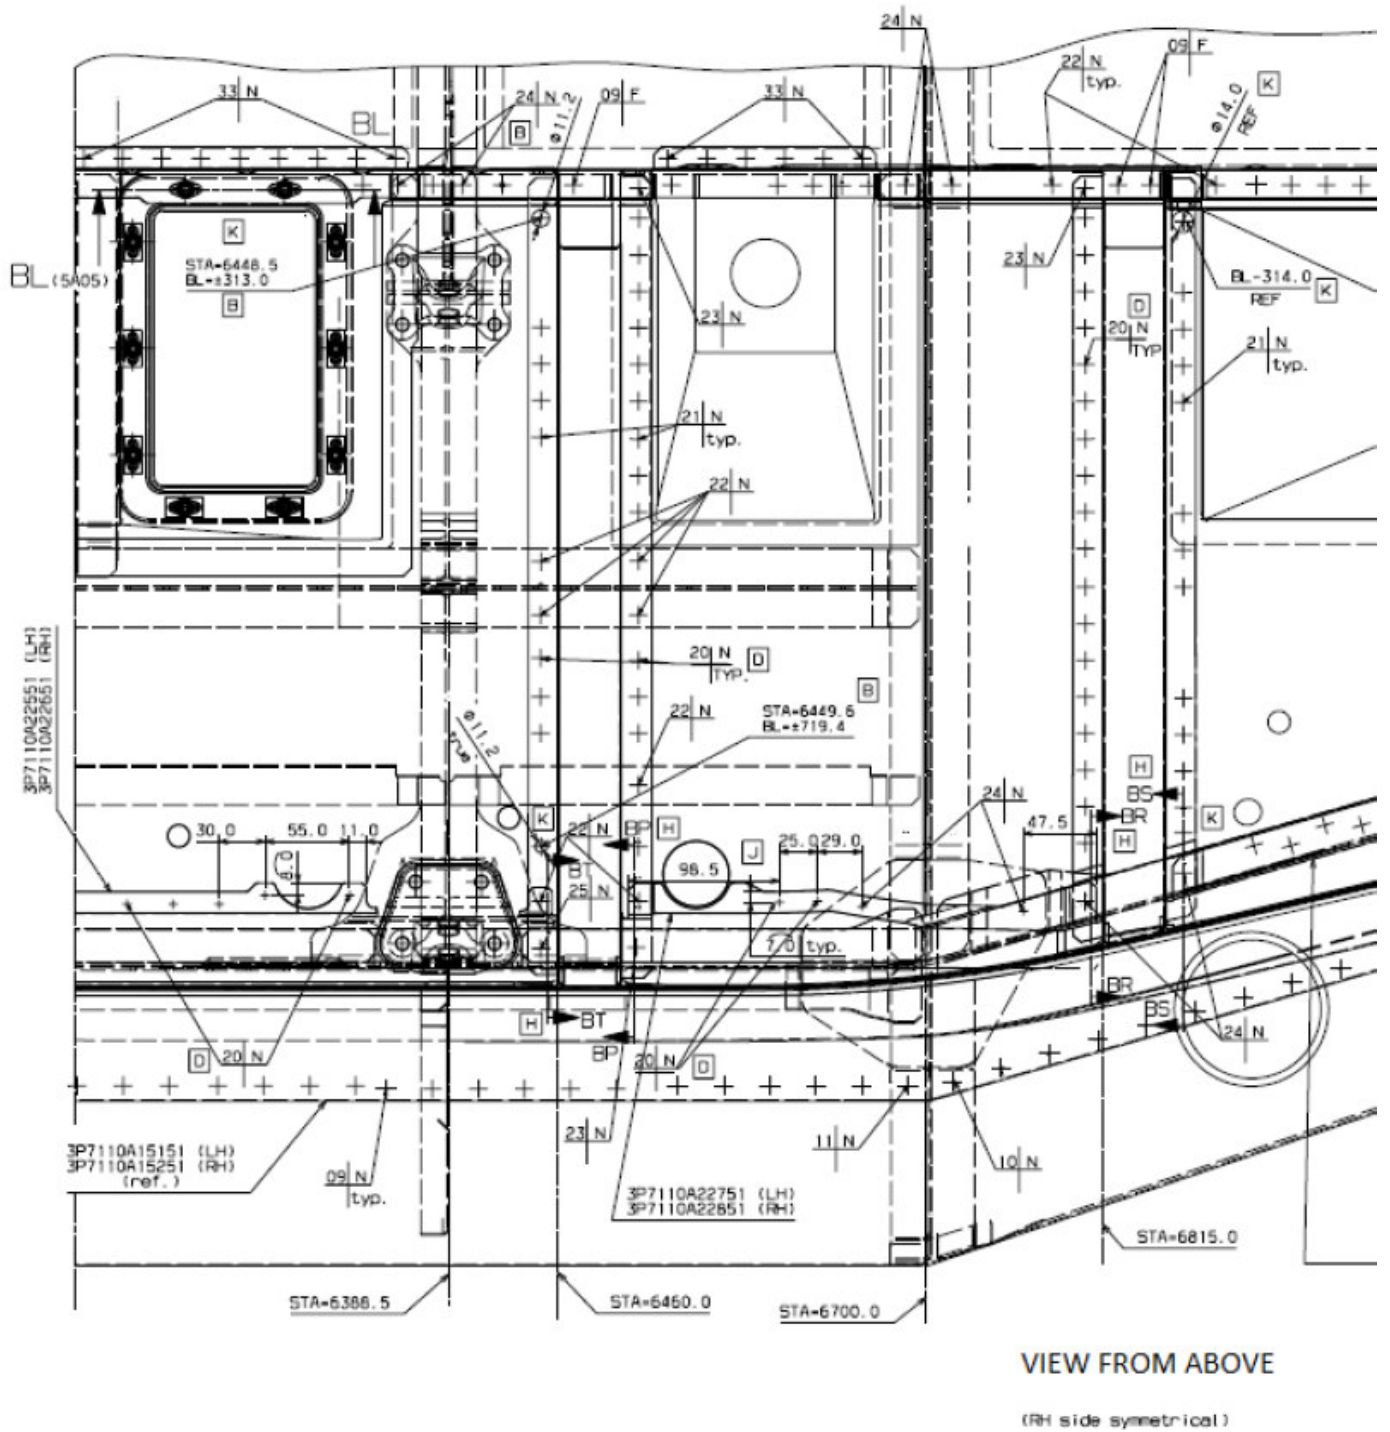 24 N
09 F
22 N
typ.
K
ø14.0
REF
33 N
BL
24 N
B
ø11.2
09 F
33 N
K
STA=6448.5
BL=±313.0
B
BL (5A05)
23 N
BL-314.0
REF
K
23 N
D
20 N
TYP
21 N
typ.
21 N
typ.
22 N
20 N
TYP.
D
B
3P7110A22551 (LH)
3P7110A22651 (RH)
ø11.2
true
22 N
STA=6449.6
BL=±719.4
H
BS
24 N
30.0
55.0
11.0
8.0
K
22 N
BP
H
BT
25 N
98.5
J
25.0
29.0
47.5
BR
H
K
7.0 typ.
BR
BS
24 N
H
BT
BP
D
20 N
20 N
D
23 N
11 N
10 N
3P7110A15151 (LH)
3P7110A15251 (RH)
(ref.)
09 N
typ.
3P7110A22751 (LH)
3P7110A22851 (RH)
STA=6815.0
STA=6460.0
STA=6700.0
VIEW FROM ABOVE
(RH side symmetrical)